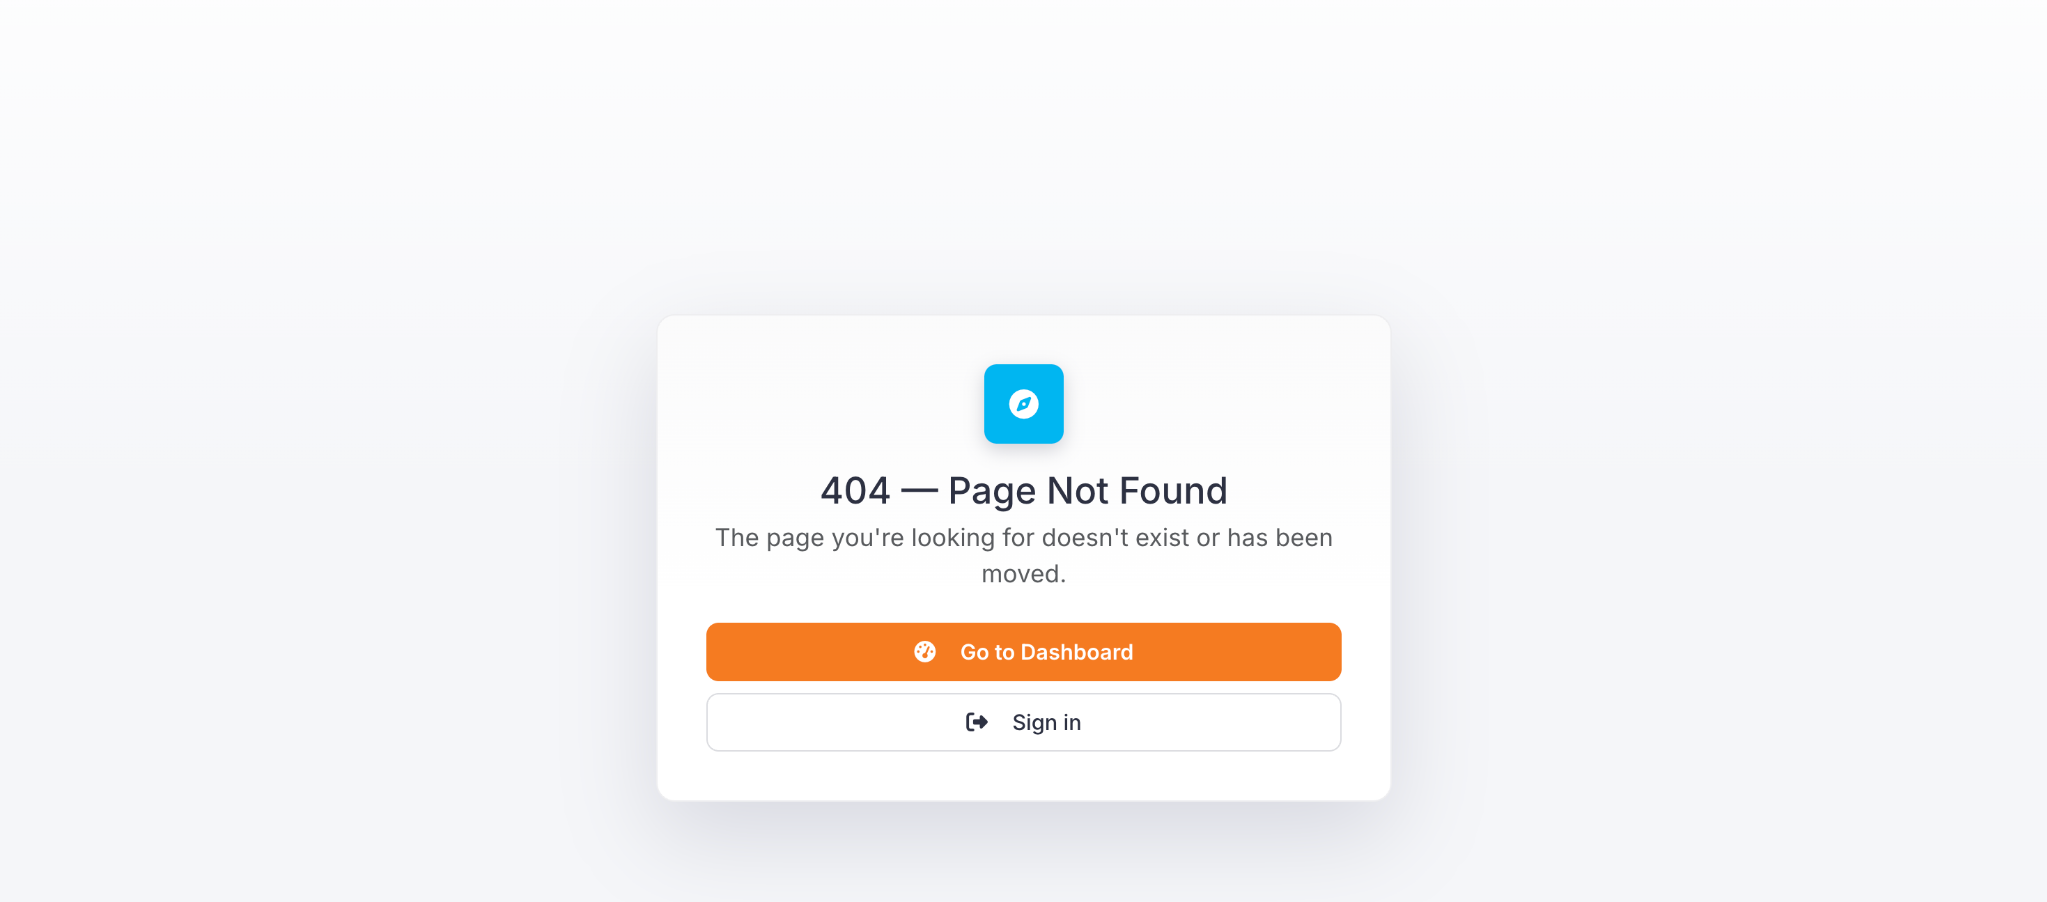 404 — Page Not Found
The page you're looking for doesn't exist or has been
moved.
Go to Dashboard
Sign in